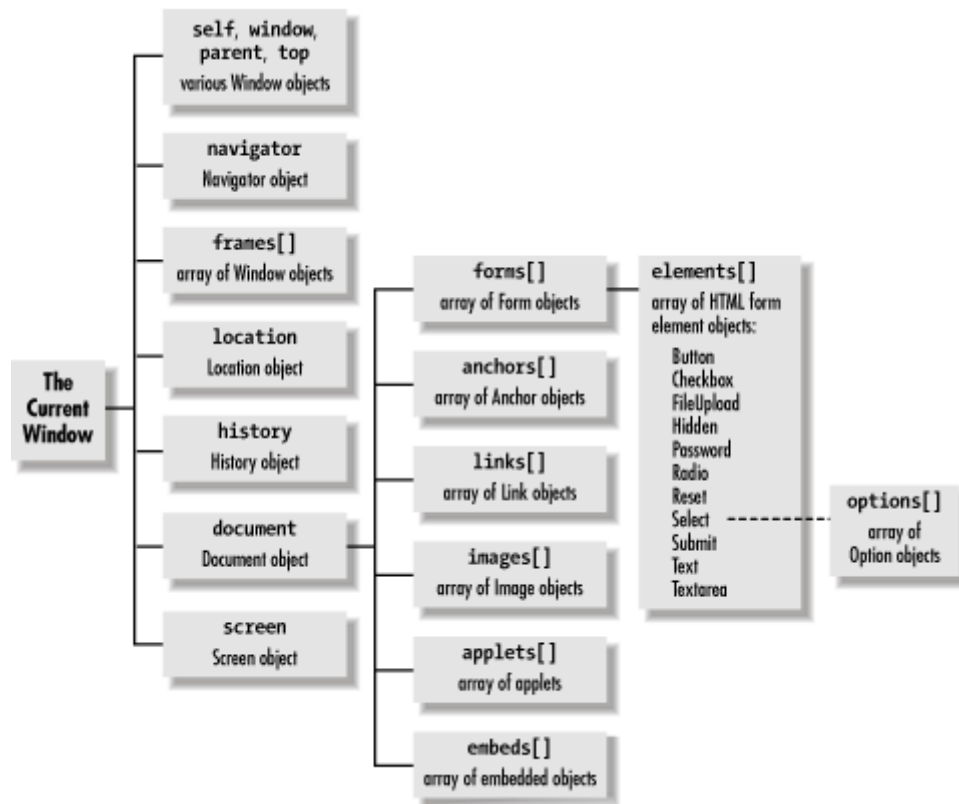 self, window,
parent, top
various Window objects
navigator
Navigator object
frames[]
array of Window objects
location
Location object
The
Current
Window
history
History object
document
Document object
screen
Screen object
forms[]
array of Form objects
anchors[]
array of Anchor objects
links[]
array of Link objects
images[]
array of Image objects
applets[]
array of applets
embeds[]
array of embedded objects
elements[]
array of HTML form
element objects:
Button
Checkbox
FileUpload
Hidden
Password
Radio
Reset
Select
Submit
Text
Textarea
options[]
array of
Option objects